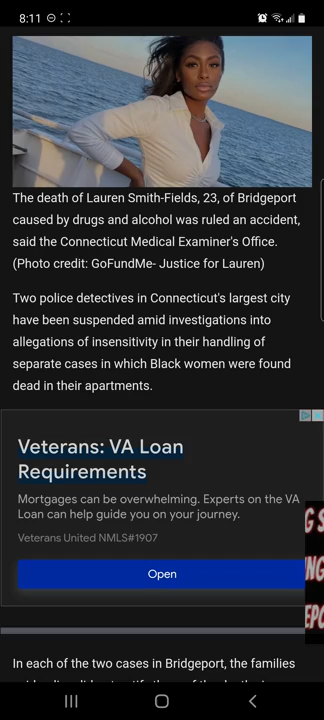 8:11
The death of Lauren Smith-Fields, 23, of Bridgeport
caused by drugs and alcohol was ruled an accident,
said the Connecticut Medical Examiner's Office.
(Photo credit: GoFundMe- Justice for Lauren)
Two police detectives in Connecticut's largest city
have been suspended amid investigations into
allegations of insensitivity in their handling of
separate cases in which Black women were found
dead in their apartments.
Veterans: VA Loan
Requirements
Mortgages can be overwhelming. Experts on the VA
Loan can help guide you on your journey.
Veterans United NMLS#1907
Open
In each of the two cases in Bridgeport, the families